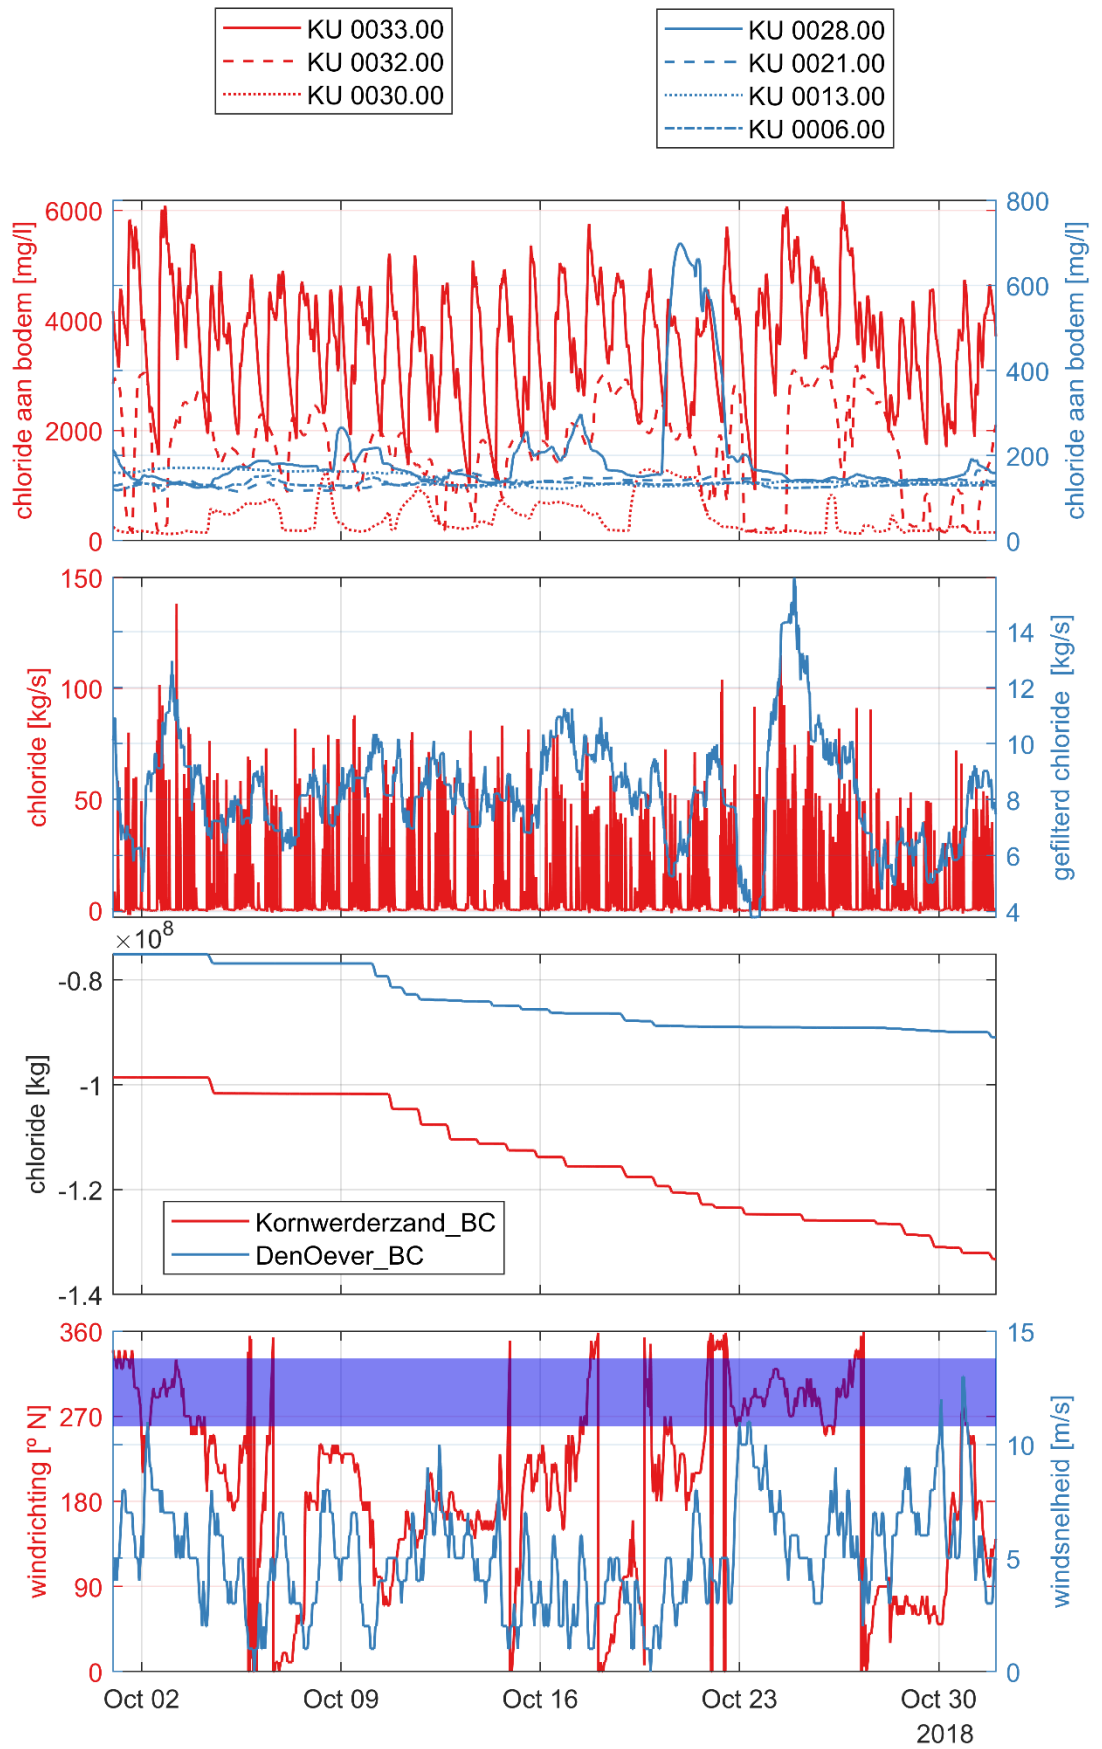 KU 0033.00
KU 0032.00
KU 0030.00
KU 0028.00
KU 0021.00
KU 0013.00
KU 0006.00
chloride aan bodem [mg/l]
6000
4000
2000
0
800
600
400
200
0
chloride aan bodem [mg/l]
chloride [kg/s]
150
100
50
0
14
12
10
8
6
4
gefilterd chloride [kg/s]
×10⁸
chloride [kg]
-0.8
-1
-1.2
-1.4
Kornwerderzand_BC
DenOever_BC
windrichting [º N]
360
270
180
90
0
15
10
5
0
windsnelheid [m/s]
Oct 02
Oct 09
Oct 16
Oct 23
Oct 30
2018